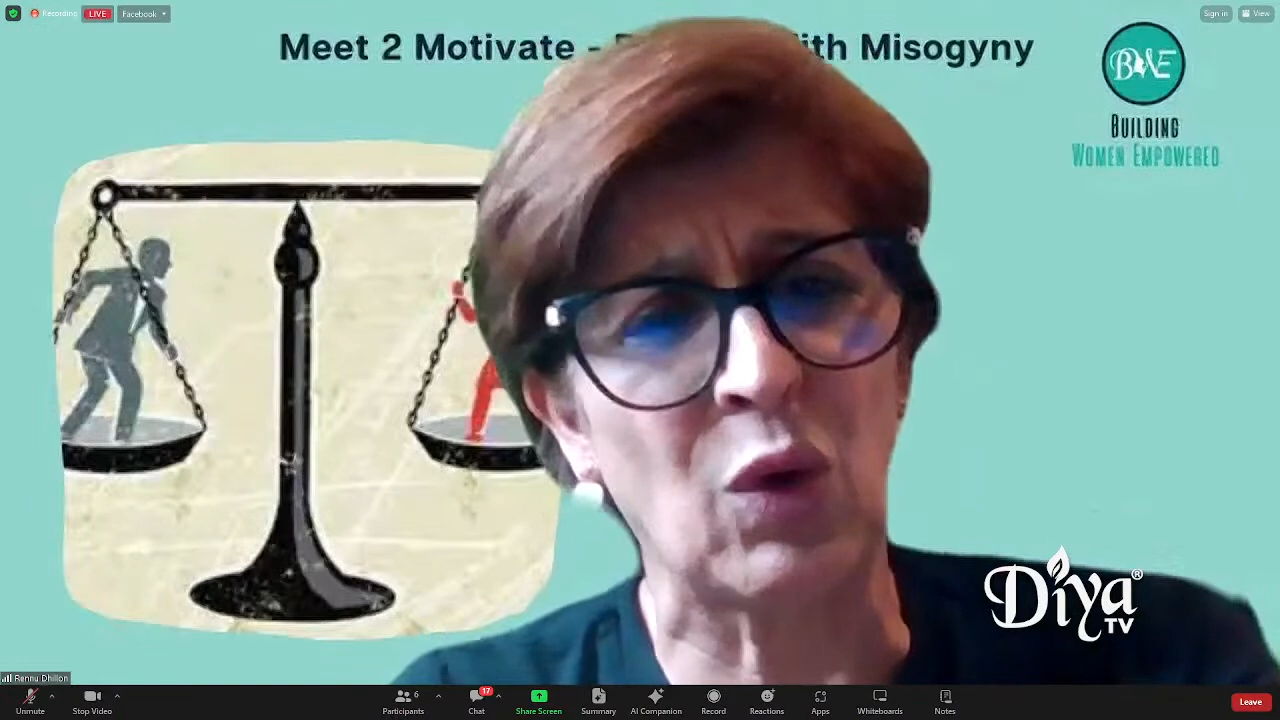 Recording
LIVE
Facebook
Sign in
View
Meet 2 Motivate - ith Misogyny
BWE
BUILDING
WOMEN EMPOWERED
Diya®
TV
Rennu Dhillon
Unmute
Stop Video
Participants
6
Chat
17
Share Screen
Summary
AI Companion
Record
Reactions
Apps
Whiteboards
Notes
Leave